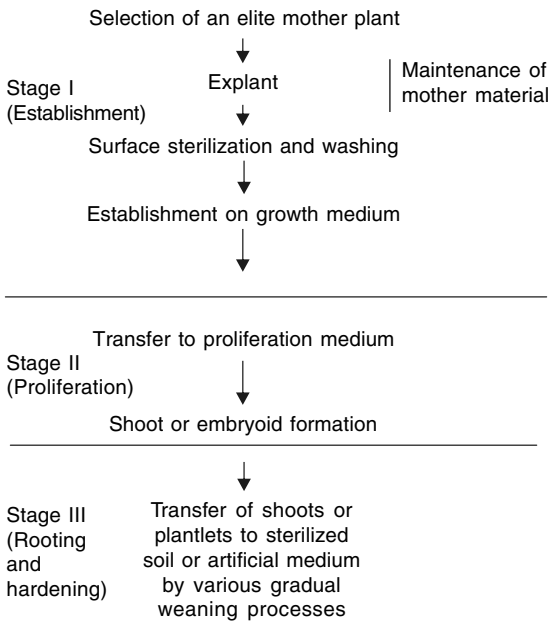 Selection of an elite mother plant
Stage I
(Establishment)
Explant
Maintenance of
mother material
Surface sterilization and washing
Establishment on growth medium
Transfer to proliferation medium
Stage II
(Proliferation)
Shoot or embryoid formation
Stage III
(Rooting
and
hardening)
Transfer of shoots or
plantlets to sterilized
soil or artificial medium
by various gradual
weaning processes